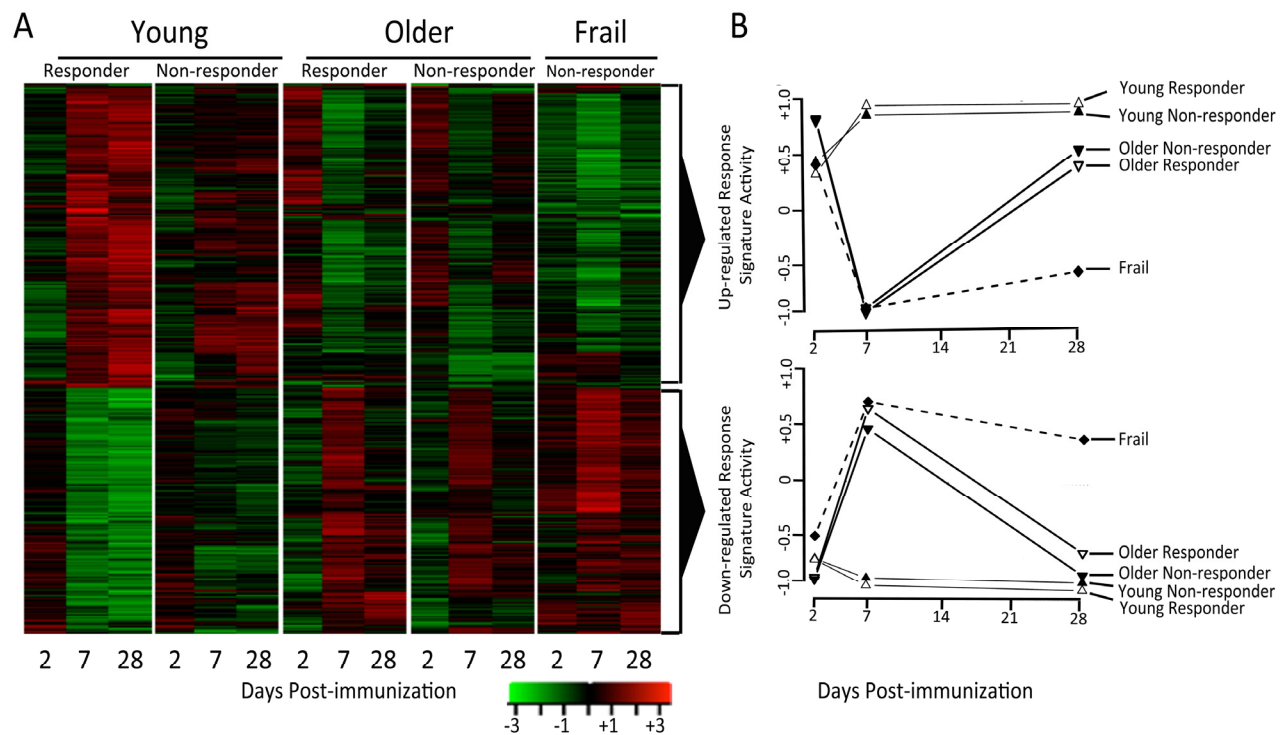 A
Young
Older
Frail
Responder
Non-responder
Responder
Non-responder
Non-responder
2 7 28 2 7 28 2 7 28 2 7 28 2 7 28
Days Post-immunization
-3 -1 +1 +3
B
Up-regulated Response
Signature Activity
+1.0
+0.5
0
-0.5
-1.0
2 7 14 21 28
Young Responder
Young Non-responder
Older Non-responder
Older Responder
Frail
Down-regulated Response
Signature Activity
+1.0
+0.5
0
-0.5
-1.0
2 7 14 21 28
Frail
Older Responder
Older Non-responder
Young Non-responder
Young Responder
Days Post-immunization